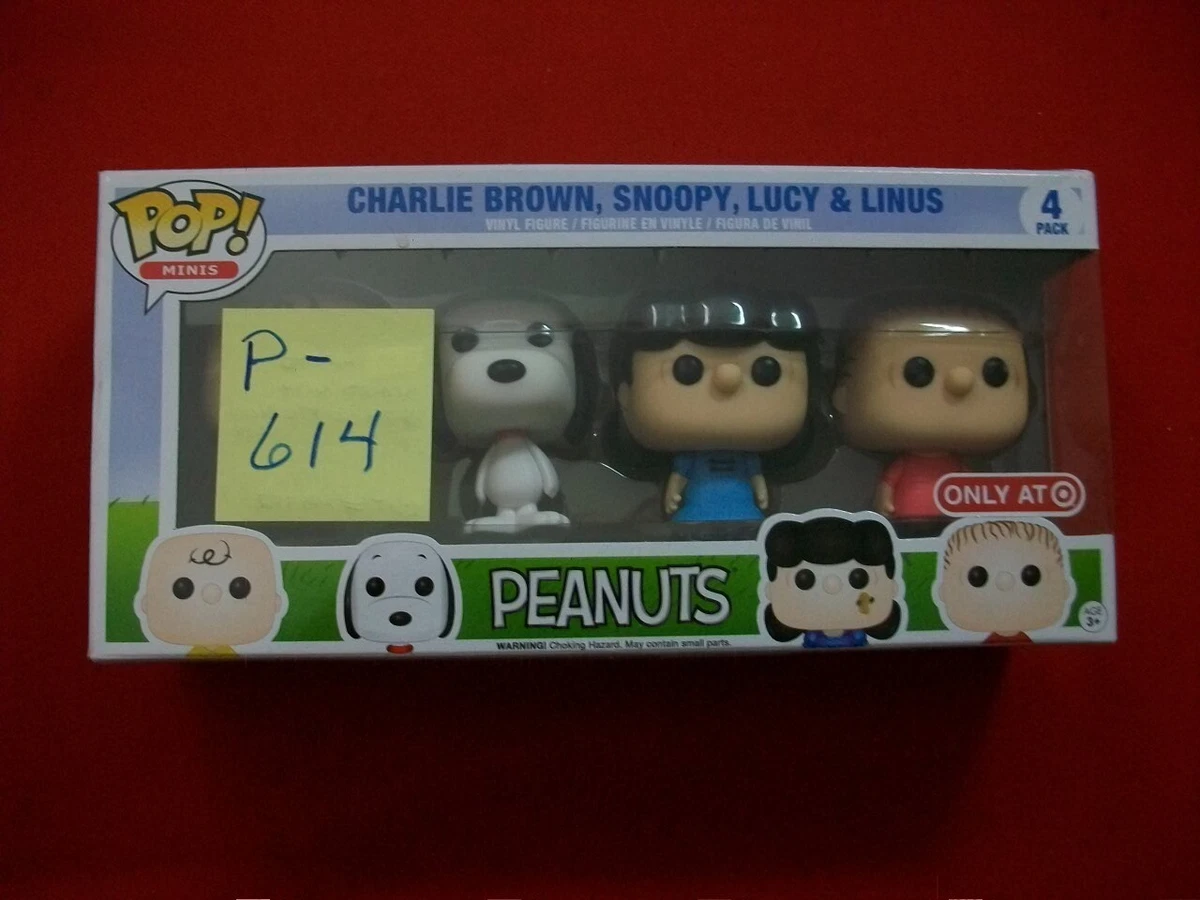 POP!
MINIS
CHARLIE BROWN, SNOOPY, LUCY & LINUS
VINYL FIGURE / FIGURINE EN VINYLE / FIGURA DE VINIL
4
PACK
P-
614
ONLY AT
PEANUTS
WARNING! Choking Hazard. May contain small parts.
AGE
3+